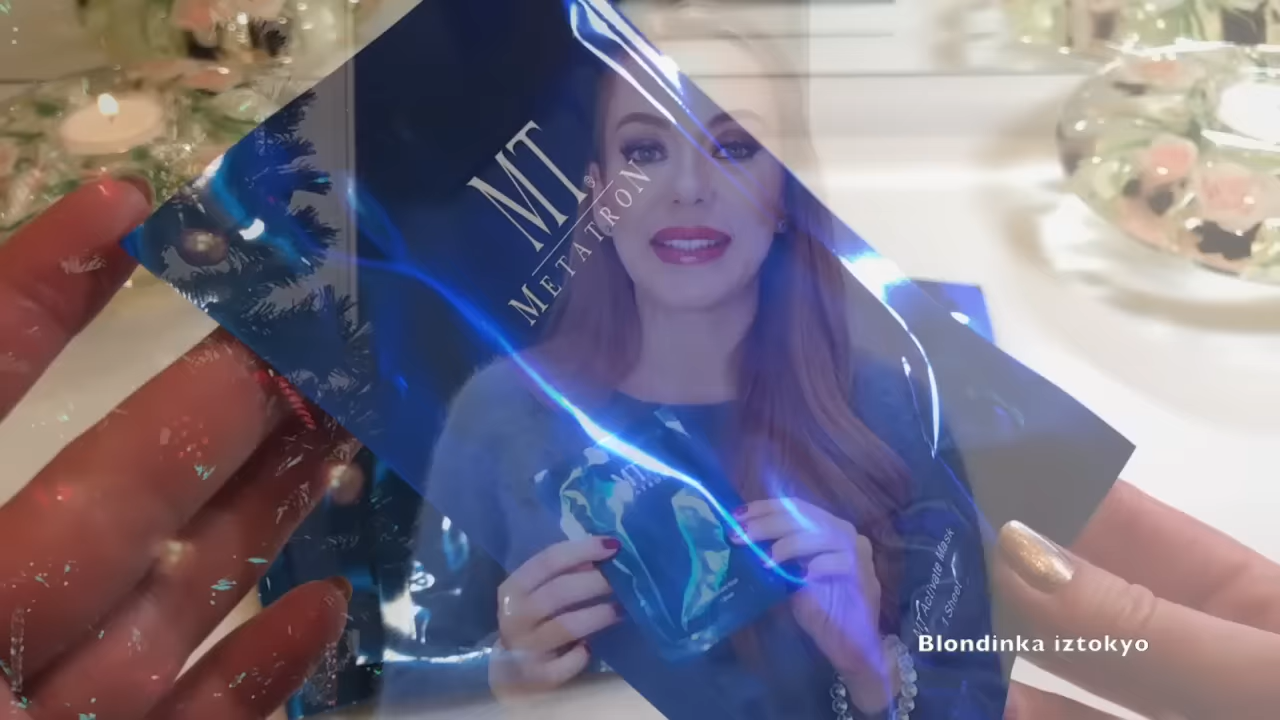 MT
METATRON
MT Activate Mask
1 Sheet
Blondinka iztokyo